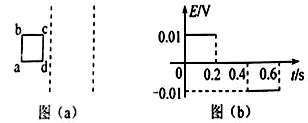 b c
a d
图（a）
E/V
0.01
0 0.2 0.4 0.6 t/s
-0.01
图（b）